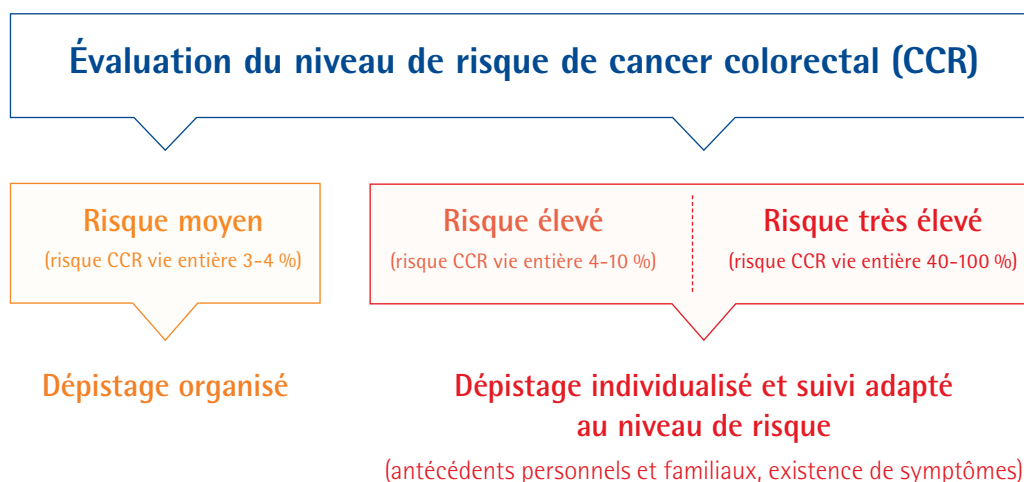 Évaluation du niveau de risque de cancer colorectal (CCR)
Risque moyen
(risque CCR vie entière 3-4 %)
Risque élevé
(risque CCR vie entière 4-10 %)
Risque très élevé
(risque CCR vie entière 40-100 %)
Dépistage organisé
Dépistage individualisé et suivi adapté
au niveau de risque
(antécédents personnels et familiaux, existence de symptômes)